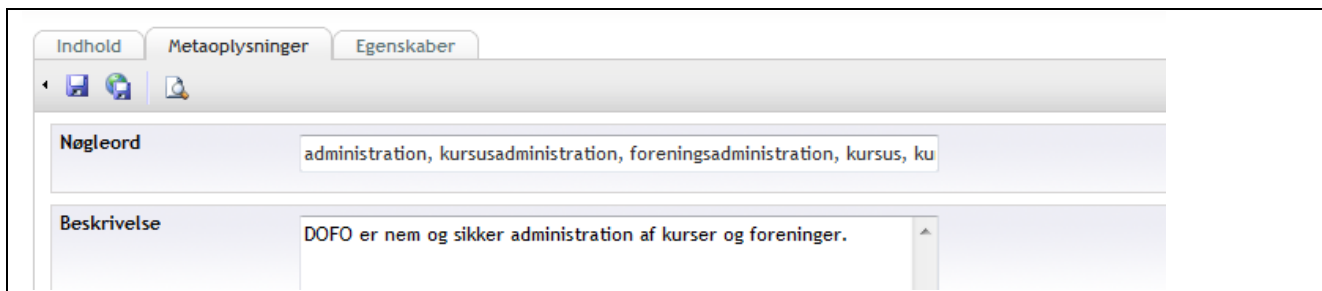 Indhold Metaoplysninger Egenskaber
Nøgleord administration, kursusadministration, foreningsadministration, kursus,
Beskrivelse DOFO er nem og sikker administration af kurser og foreninger.